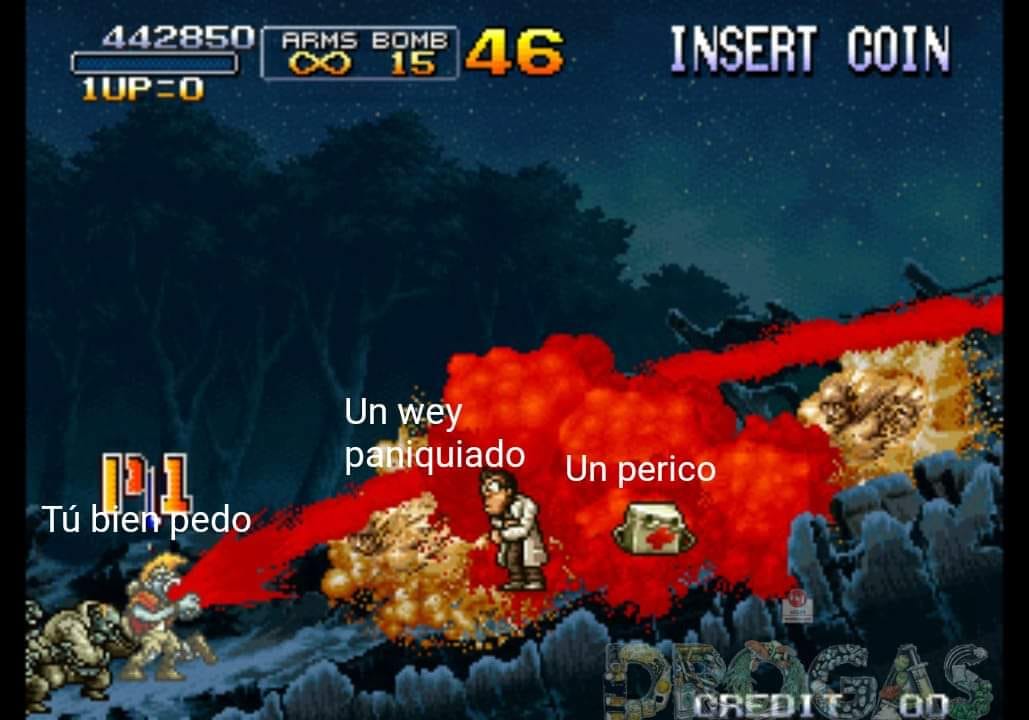 442850 ARMS BOMB 46 INSERT COIN
∞ 15
1UP=0
Un wey
paniquiado
Un perico
P1
Tú bien pedo
DROGAS
CREDIT 00